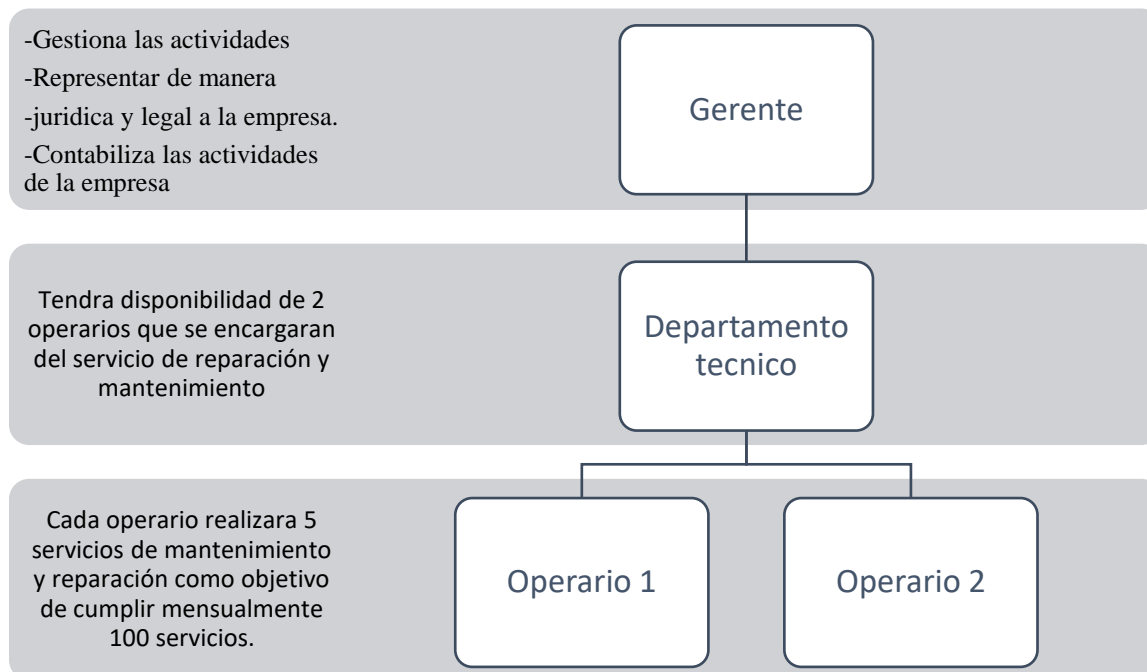 -Gestiona las actividades
-Representar de manera
-juridica y legal a la empresa.
-Contabiliza las actividades
de la empresa
Gerente
Tendra disponibilidad de 2
operarios que se encargaran
del servicio de reparación y
mantenimiento
Departamento
tecnico
Cada operario realizara 5
servicios de mantenimiento
y reparación como objetivo
de cumplir mensualmente
100 servicios.
Operario 1
Operario 2